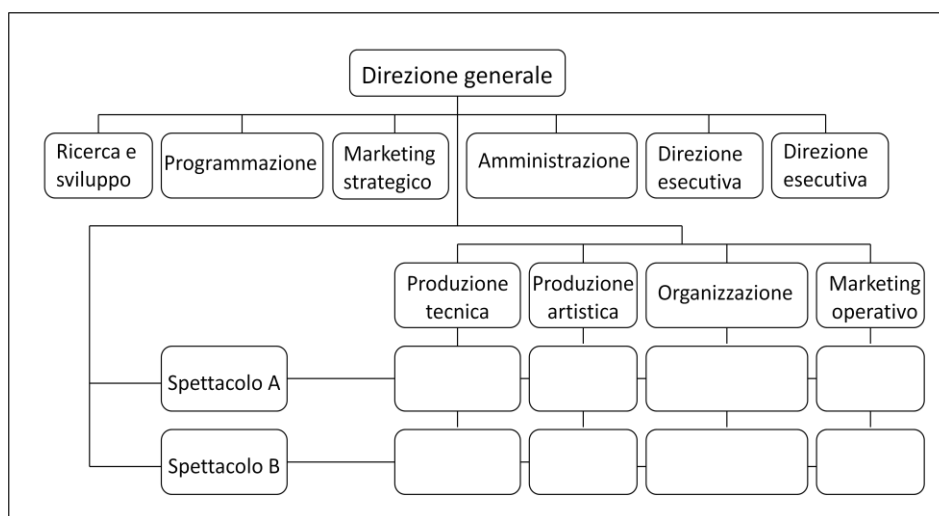 Direzione generale
Ricerca e
sviluppo
Programmazione
Marketing
strategico
Amministrazione
Direzione
esecutiva
Direzione
esecutiva
Produzione
tecnica
Produzione
artistica
Organizzazione
Marketing
operativo
Spettacolo A
Spettacolo B